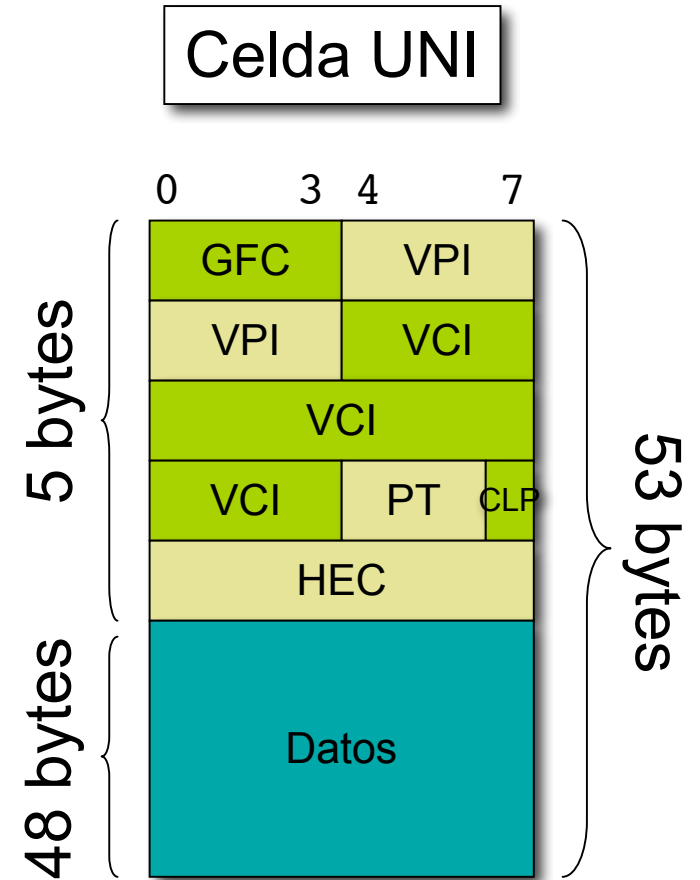 Celda UNI
0 3 4 7
GFC VPI
VPI VCI
VCI
VCI PT CLP
HEC
Datos
5 bytes
48 bytes
53 bytes